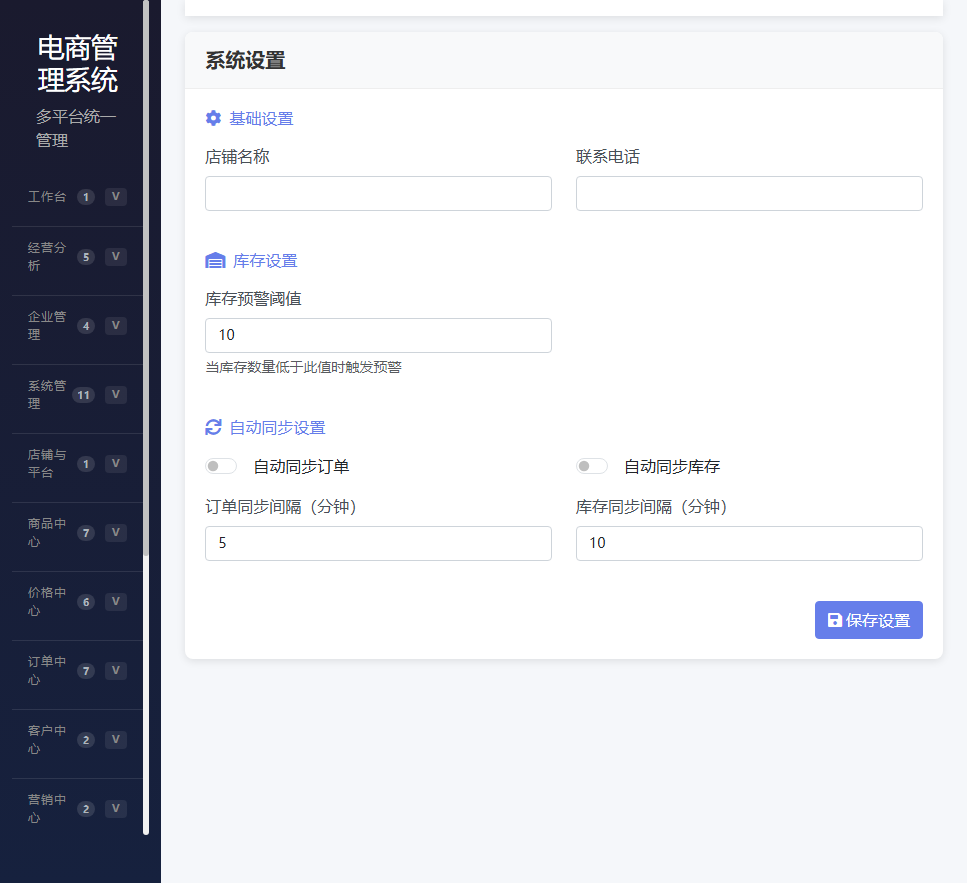 电商管
理系统
多平台统一
管理
工作台 1 V
经营分
析 5 V
企业管
理 4 V
系统管
理 11 V
店铺与
平台 1 V
商品中
心 7 V
价格中
心 6 V
订单中
心 7 V
客户中
心 2 V
营销中
心 2 V
系统设置
基础设置
店铺名称 联系电话
库存设置
库存预警阈值
10
当库存数量低于此值时触发预警
自动同步设置
自动同步订单 自动同步库存
订单同步间隔（分钟） 库存同步间隔（分钟）
5 10
保存设置